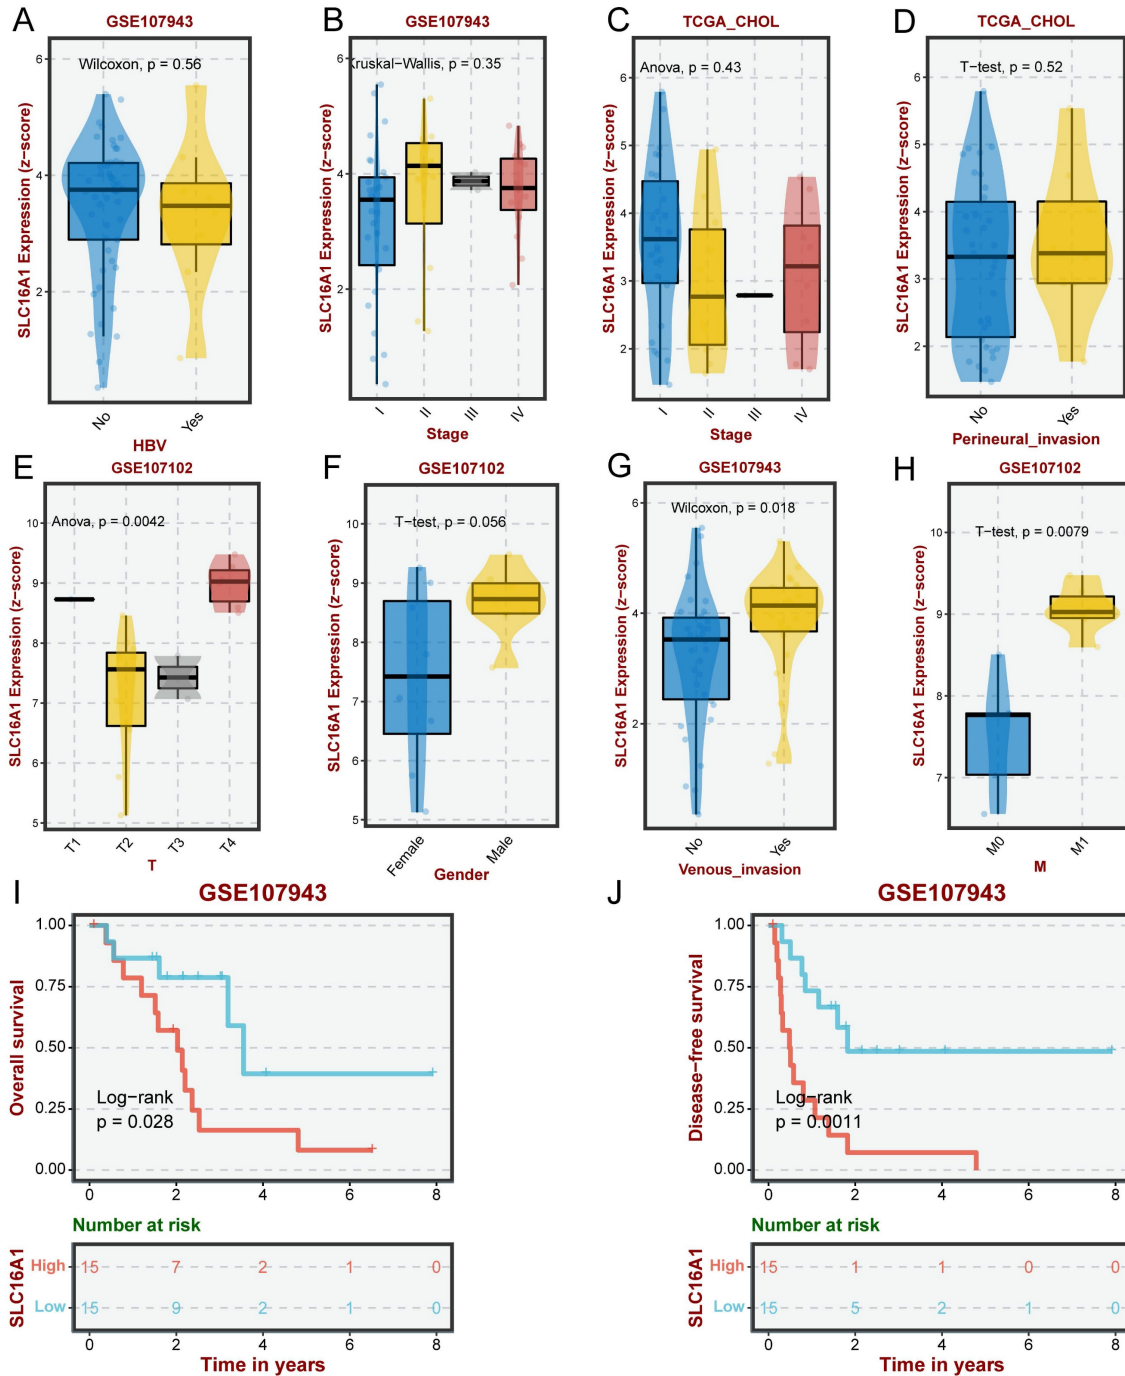 A
GSE107943
Wilcoxon, p = 0.56
SLC16A1 Expression (z−score)
6
4
2
No
Yes
HBV
B
GSE107943
Kruskal−Wallis, p = 0.35
SLC16A1 Expression (z−score)
6
4
2
I
II
III
IV
Stage
C
TCGA_CHOL
Anova, p = 0.43
SLC16A1 Expression (z−score)
6
5
4
3
2
I
II
III
IV
Stage
D
TCGA_CHOL
T−test, p = 0.52
SLC16A1 Expression (z−score)
6
5
4
3
2
No
Yes
Perineural_invasion
E
GSE107102
Anova, p = 0.0042
SLC16A1 Expression (z−score)
10
9
8
7
6
5
T1
T2
T3
T4
T
F
GSE107102
T−test, p = 0.056
SLC16A1 Expression (z−score)
10
9
8
7
6
5
Female
Male
Gender
G
GSE107943
Wilcoxon, p = 0.018
SLC16A1 Expression (z−score)
6
4
2
No
Yes
Venous_invasion
H
GSE107102
T−test, p = 0.0079
SLC16A1 Expression (z−score)
10
9
8
7
M0
M1
M
I
GSE107943
Overall survival
1.00
0.75
0.50
0.25
0.00
Log−rank
p = 0.028
0 2 4 6 8
Number at risk
SLC16A1
High 15 7 2 1 0
Low 15 9 2 1 0
0 2 4 6 8
Time in years
J
GSE107943
Disease−free survival
1.00
0.75
0.50
0.25
0.00
Log−rank
p = 0.0011
0 2 4 6 8
Number at risk
SLC16A1
High 15 1 1 0 0
Low 15 5 2 1 0
0 2 4 6 8
Time in years